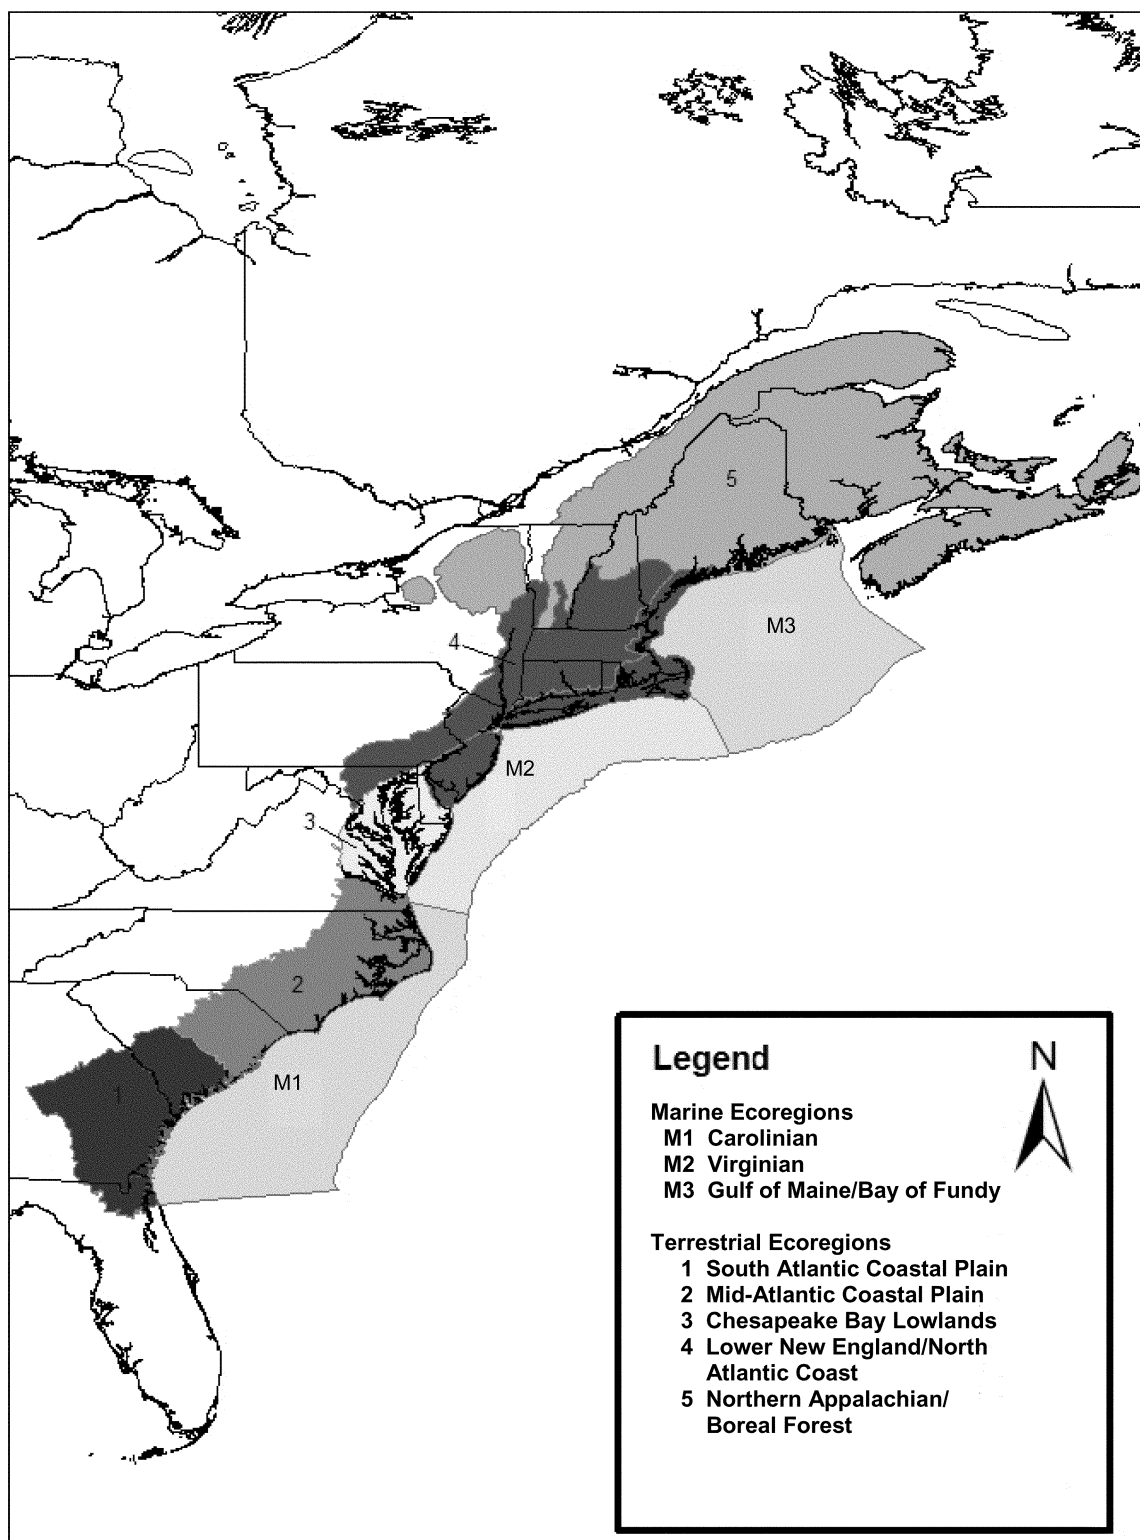 5
M3
4
M2
3
2
M1
1
Legend
N
Marine Ecoregions
M1 Carolinian
M2 Virginian
M3 Gulf of Maine/Bay of Fundy
Terrestrial Ecoregions
1 South Atlantic Coastal Plain
2 Mid-Atlantic Coastal Plain
3 Chesapeake Bay Lowlands
4 Lower New England/North
Atlantic Coast
5 Northern Appalachian/
Boreal Forest